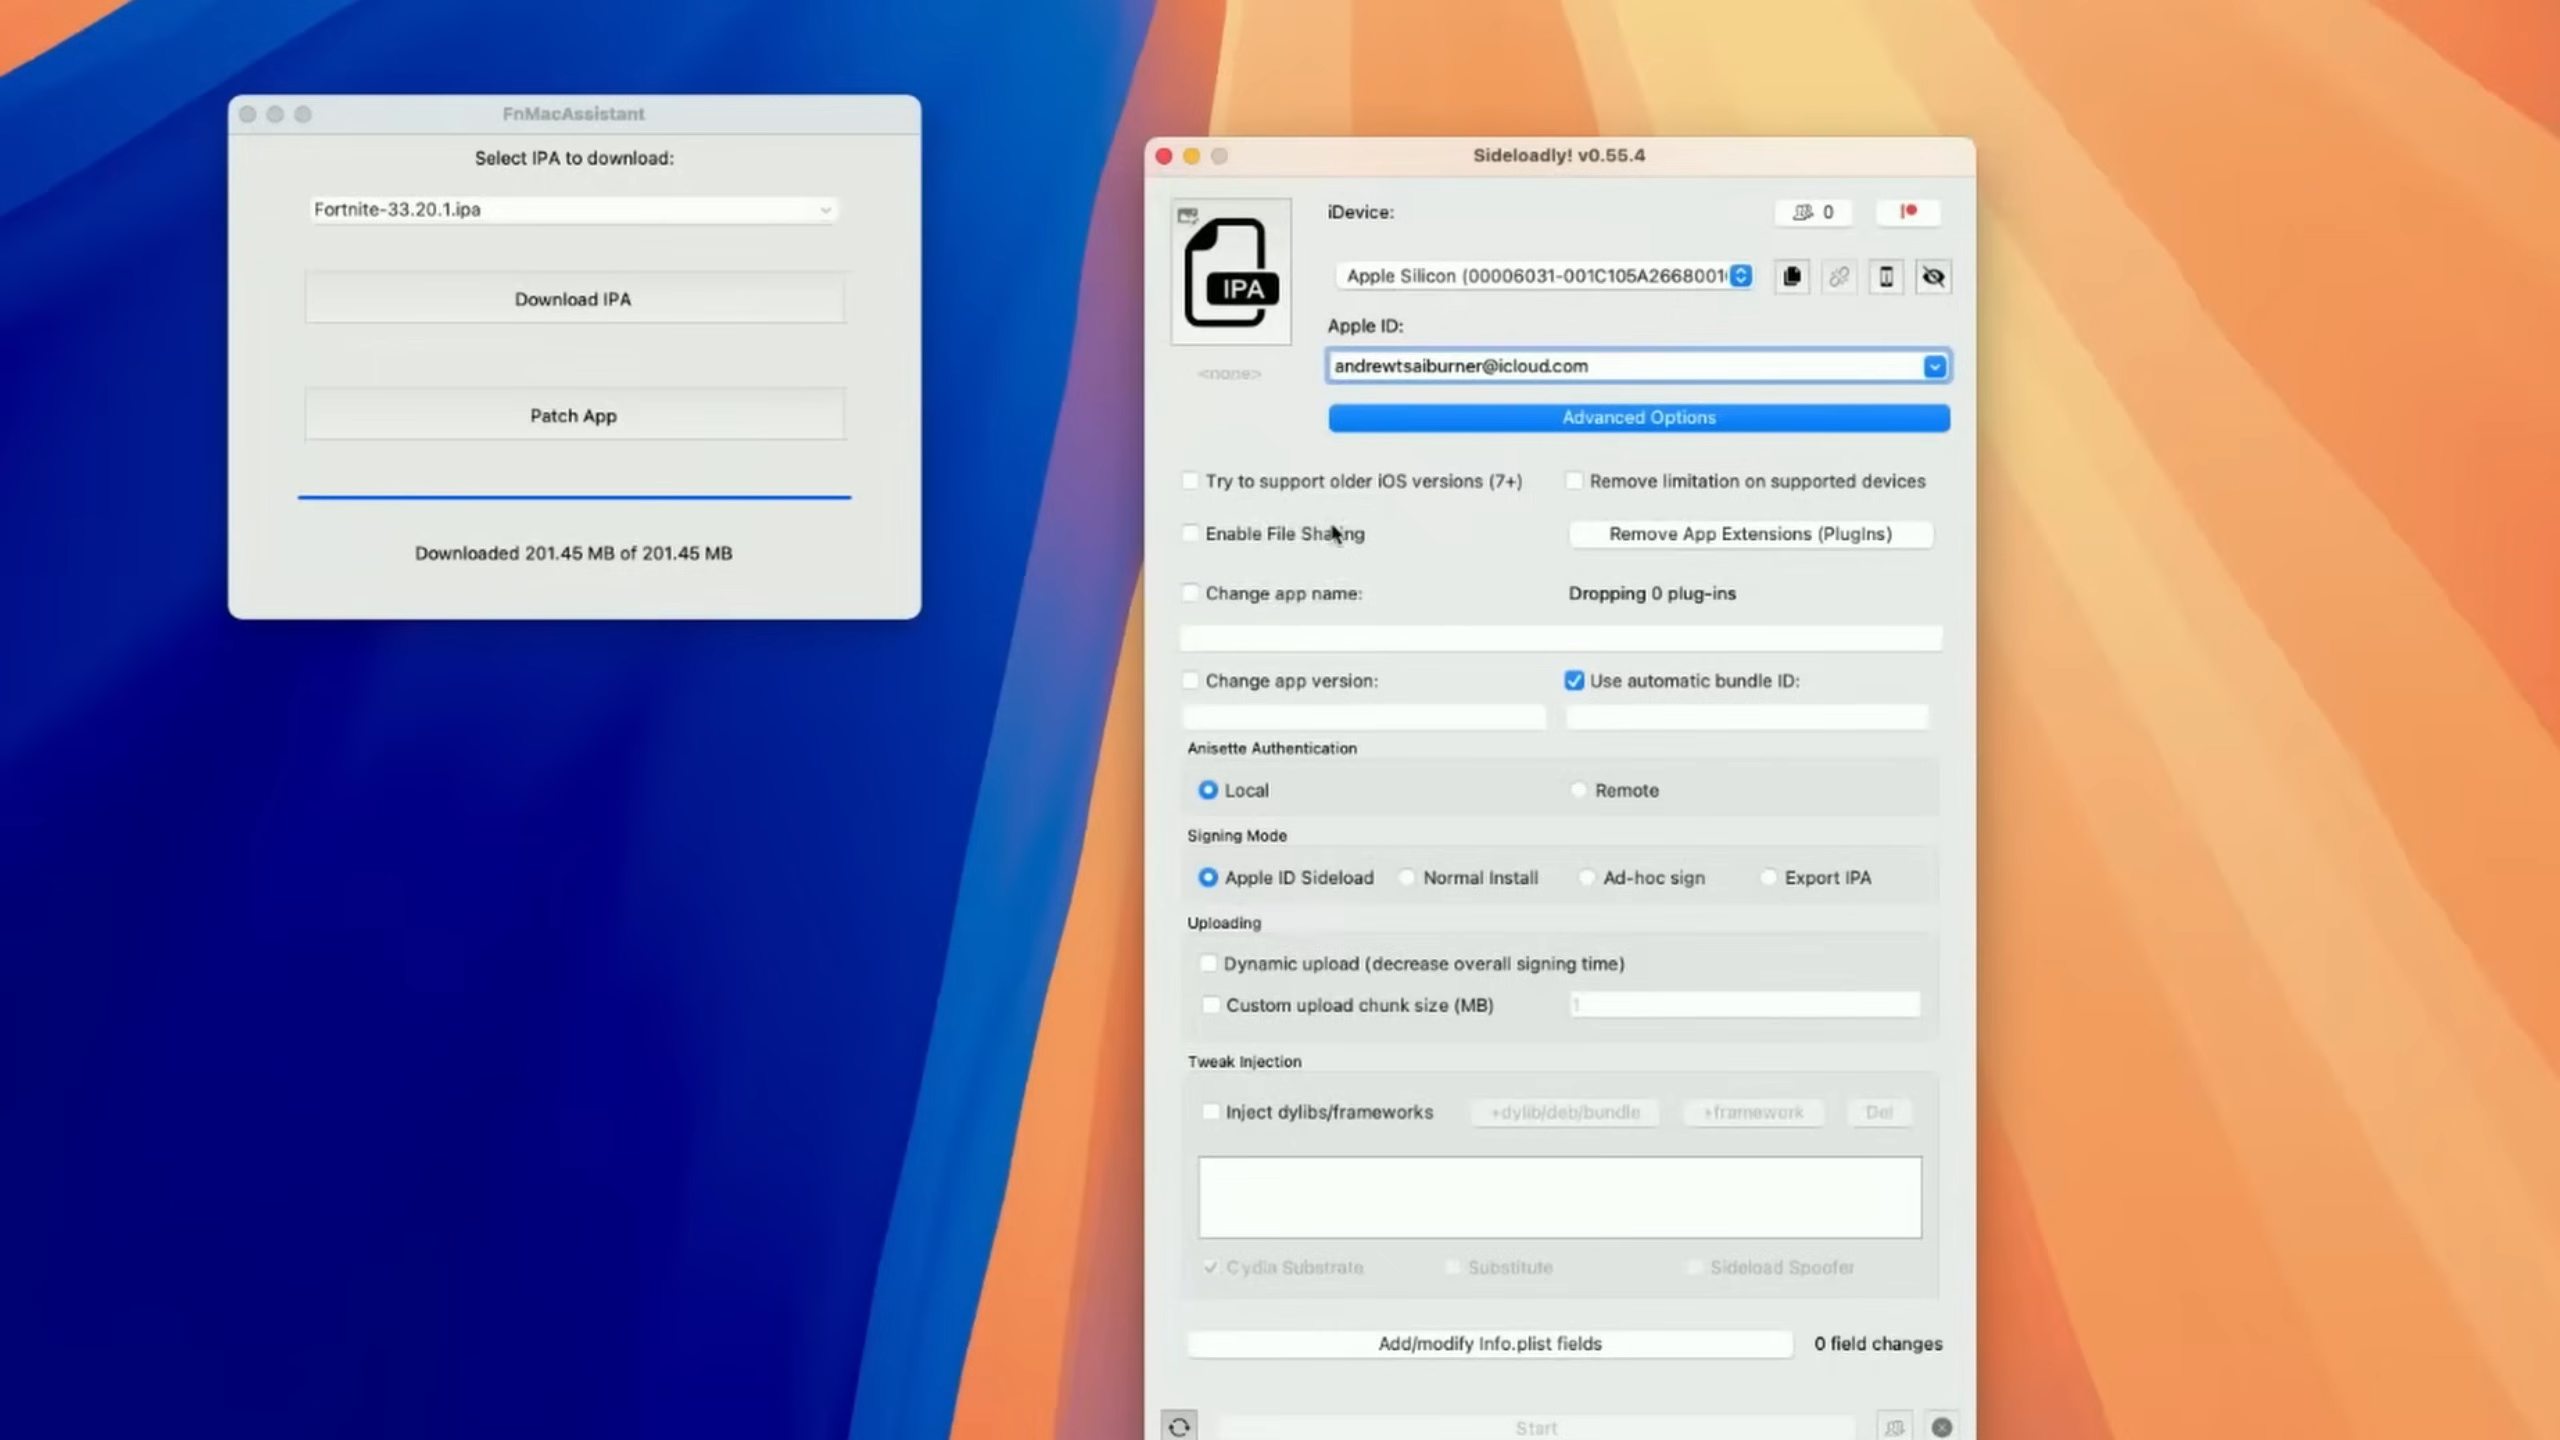 FnMacAssistant
Select IPA to download:
Fortnite-33.20.1.ipa
Download IPA
Patch App
Downloaded 201.45 MB of 201.45 MB
Sideloadly! v0.55.4
IPA
<none>
iDevice:
0
Apple Silicon (00006031-001C105A2668001
Apple ID:
andrewtsaiburner@icloud.com
Advanced Options
Try to support older iOS versions (7+)
Remove limitation on supported devices
Enable File Sharing
Remove App Extensions (PlugIns)
Change app name:
Dropping 0 plug-ins
Change app version:
Use automatic bundle ID:
Anisette Authentication
Local
Remote
Signing Mode
Apple ID Sideload
Normal Install
Ad-hoc sign
Export IPA
Uploading
Dynamic upload (decrease overall signing time)
Custom upload chunk size (MB)
1
Tweak Injection
Inject dylibs/frameworks
+dylib/deb/bundle
+framework
Del
Cydia Substrate
Substitute
Sideload Spoofer
Add/modify Info.plist fields
0 field changes
Start